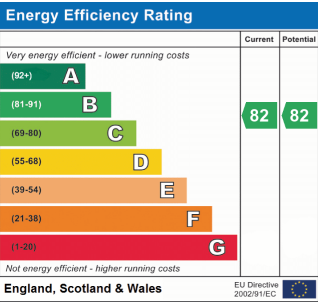 Energy Efficiency Rating
Current Potential
Very energy efficient - lower running costs
(92+) A
(81-91) B
82 82
(69-80) C
(55-68) D
(39-54) E
(21-38) F
(1-20) G
Not energy efficient - higher running costs
England, Scotland & Wales
EU Directive
2002/91/EC